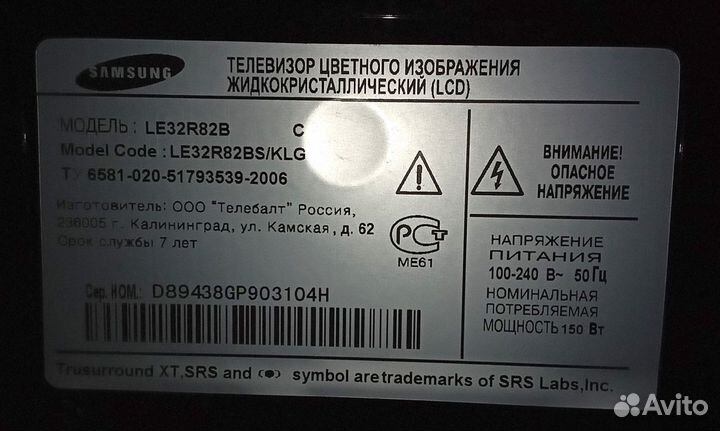 SAMSUNG
ТЕЛЕВИЗОР ЦВЕТНОГО ИЗОБРАЖЕНИЯ
ЖИДКОКРИСТАЛЛИЧЕСКИЙ (LCD)
МОДЕЛЬ : LE32R82B C
Model Code : LE32R82BS/KLG
ТУ 6581-020-51793539-2006
Изготовитель: ООО "Телебалт" Россия,
236005 г. Калининград, ул. Камская, д. 62
Срок службы 7 лет
РСТ
МЕ61
Сер. НОМ.: D89438GP903104H
ВНИМАНИЕ!
ОПАСНОЕ
НАПРЯЖЕНИЕ
НАПРЯЖЕНИЕ
ПИТАНИЯ
100-240 В~ 50 Гц
НОМИНАЛЬНАЯ
ПОТРЕБЛЯЕМАЯ
МОЩНОСТЬ 150 Вт
Trusurround XT,SRS and (●) symbol are trademarks of SRS Labs,Inc.
Avito